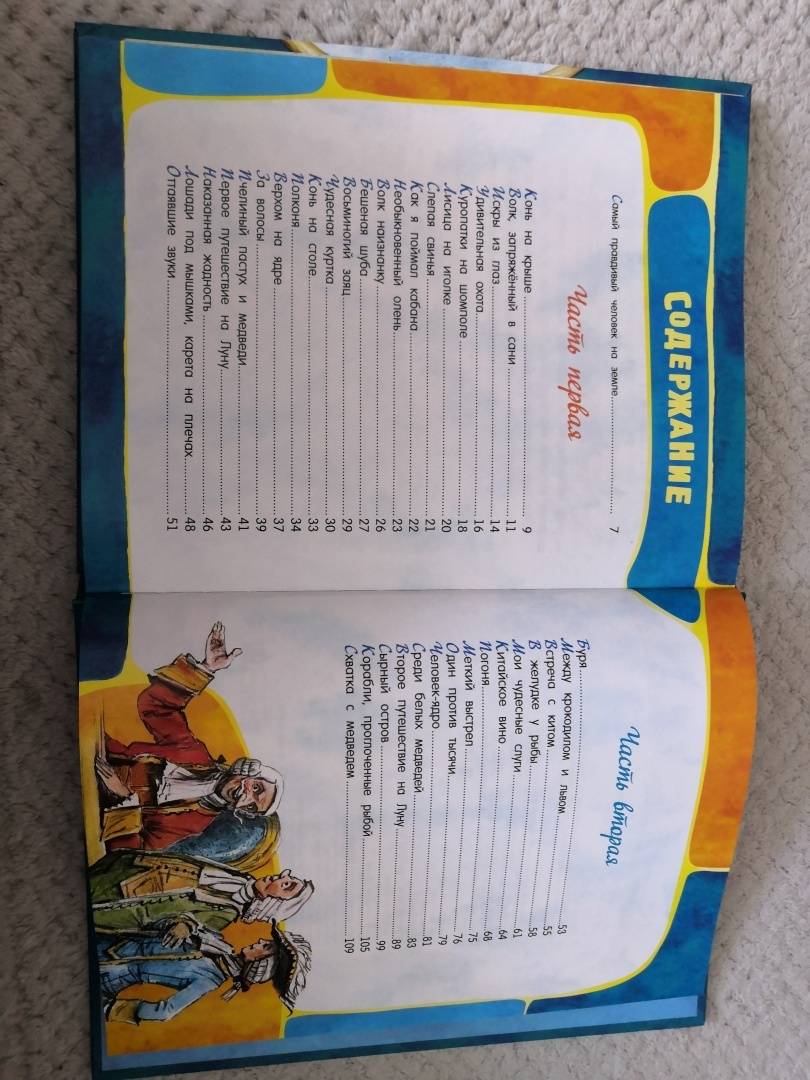 СОДЕРЖАНИЕ
Самый правдивый человек на земле........ 7
Часть первая
Конь на крыше........ 9
Волк, запряжённый в сани........ 11
Искры из глаз........ 14
Удивительная охота........ 16
Куропатки на шомполе........ 18
Лисица на иголке........ 20
Слепая свинья........ 21
Как я поймал кабана........ 22
Необыкновенный олень........ 23
Волк наизнанку........ 26
Бешеная шуба........ 27
Восьминогий заяц........ 29
Чудесная куртка........ 30
Конь на столе........ 33
Полконя........ 34
Верхом на ядре........ 37
За волосы........ 39
Пчелиный пастух и медведи........ 41
Первое путешествие на Луну........ 43
Наказанная жадность........ 46
Лошади под мышками, карета на плечах........ 48
Оттаявшие звуки........ 51
Часть вторая
Буря........ 53
Между крокодилом и львом........ 55
Встреча с китом........ 58
В желудке у рыбы........ 61
Мои чудесные слуги........ 64
Китайское вино........ 68
Погоня........ 75
Меткий выстрел........ 76
Один против тысячи........ 79
Человек-ядро........ 81
Среди белых медведей........ 83
Второе путешествие на Луну........ 89
Сырный остров........ 99
Корабли, проглоченные рыбой........ 105
Схватка с медведем........ 109